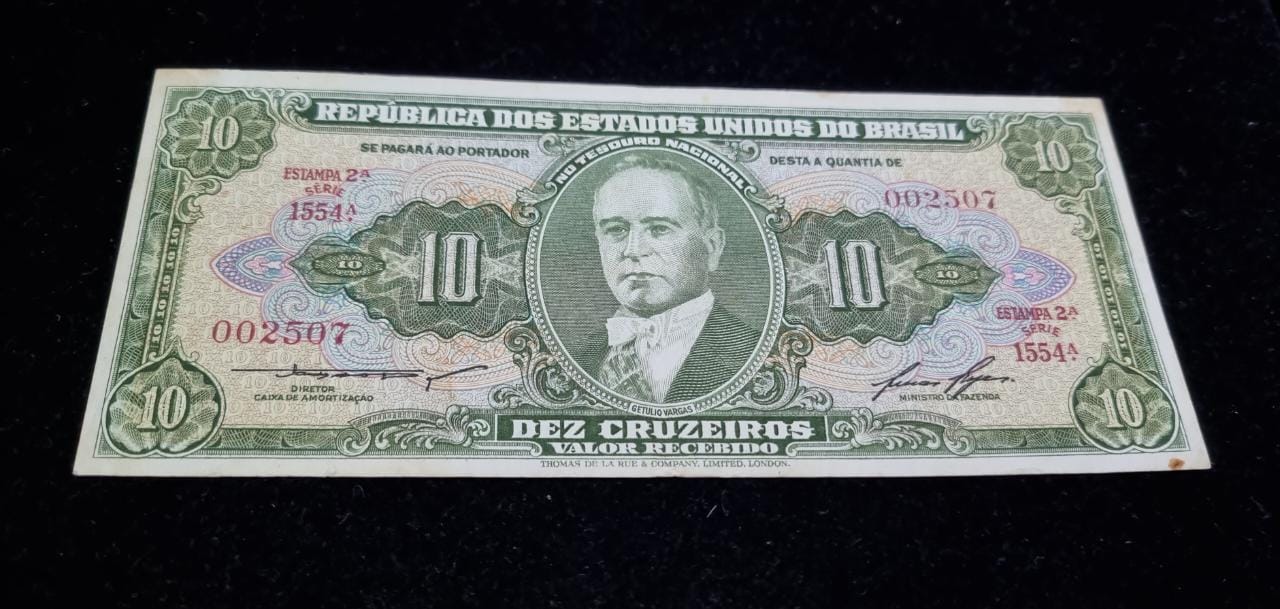 REPÚBLICA DOS ESTADOS UNIDOS DO BRASIL
10
10
SE PAGARÁ AO PORTADOR
NO TESOURO NACIONAL
DESTA A QUANTIA DE
ESTAMPA 2ª
SÉRIE
1554ª
002507
10
10
10
10
002507
ESTAMPA 2ª
SÉRIE
1554ª
DIRETOR
CAIXA DE AMORTIZAÇÃO
MINISTRO DA FAZENDA
GETULIO VARGAS
10
10
DEZ CRUZEIROS
VALOR RECEBIDO
THOMAS DE LA RUE & COMPANY, LIMITED, LONDON.